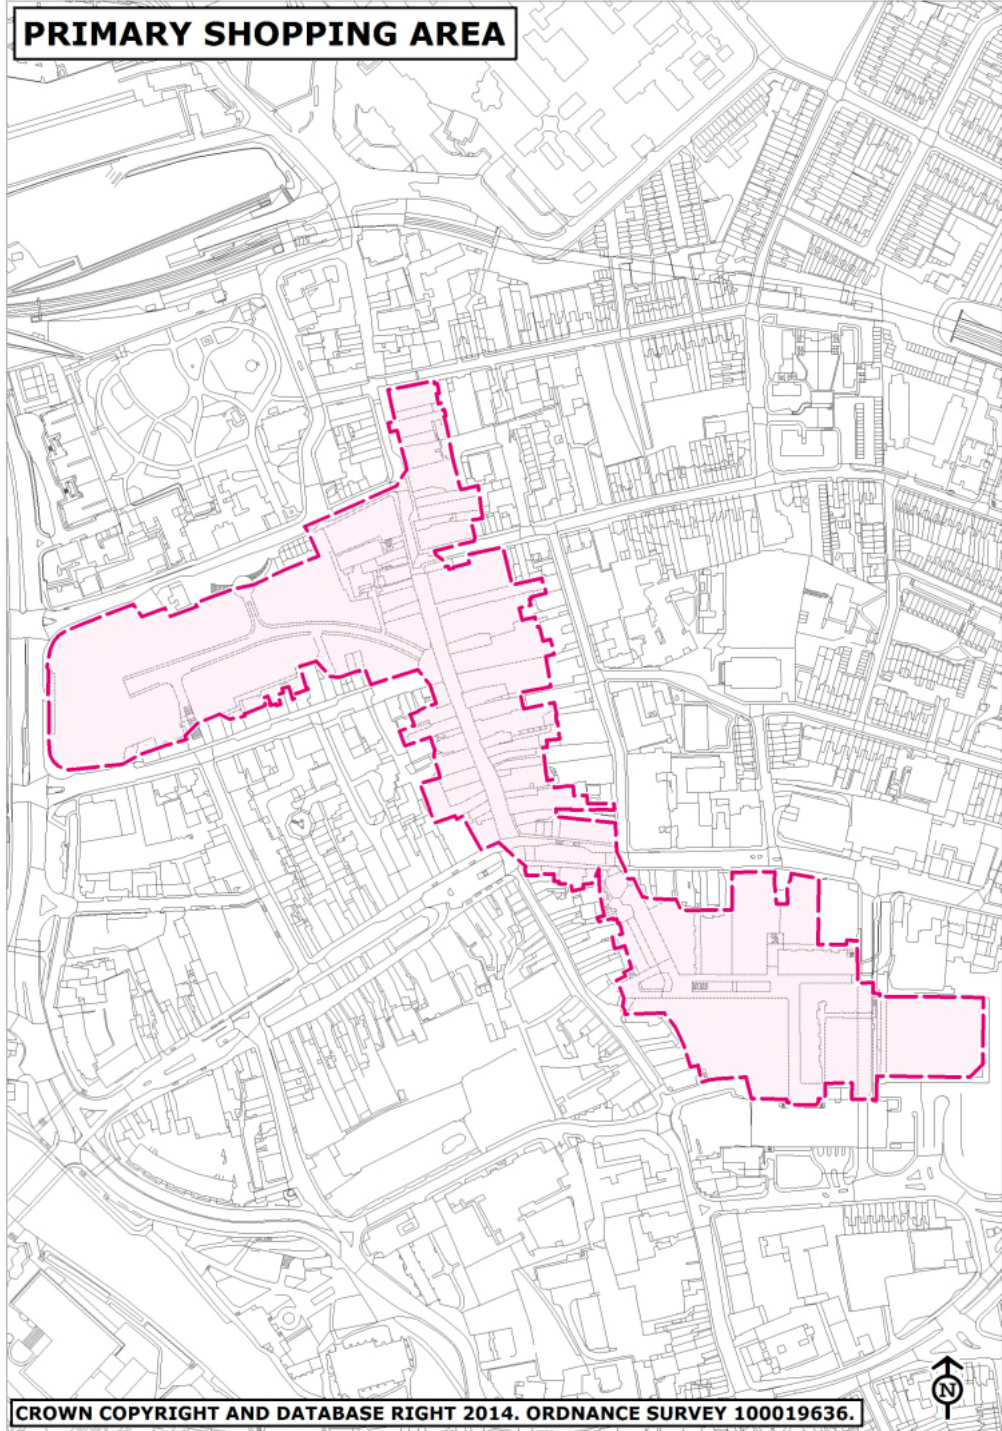 PRIMARY SHOPPING AREA
N
CROWN COPYRIGHT AND DATABASE RIGHT 2014. ORDNANCE SURVEY 100019636.